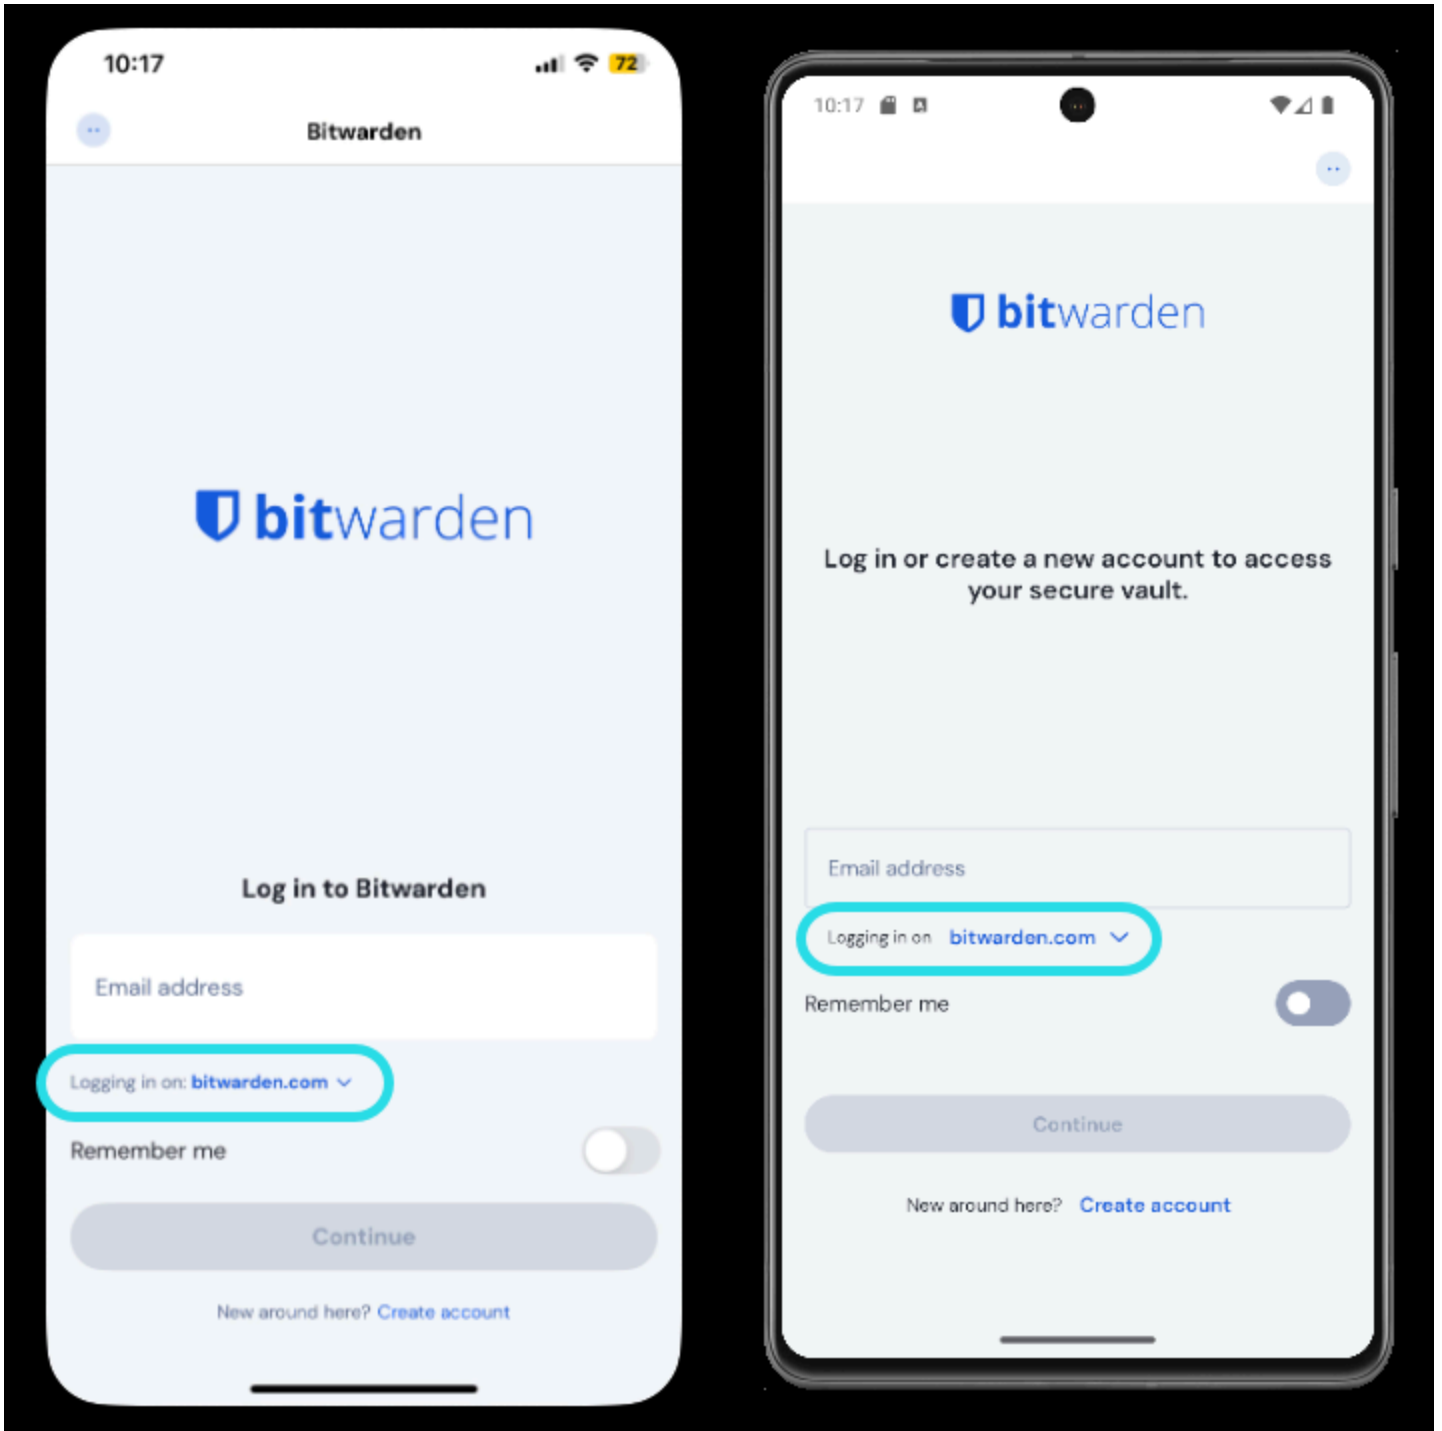 10:17
72
Bitwarden
bitwarden
Log in to Bitwarden
Email address
Logging in on: bitwarden.com
Remember me
Continue
New around here? Create account
10:17
bitwarden
Log in or create a new account to access
your secure vault.
Email address
Logging in on bitwarden.com
Remember me
Continue
New around here? Create account